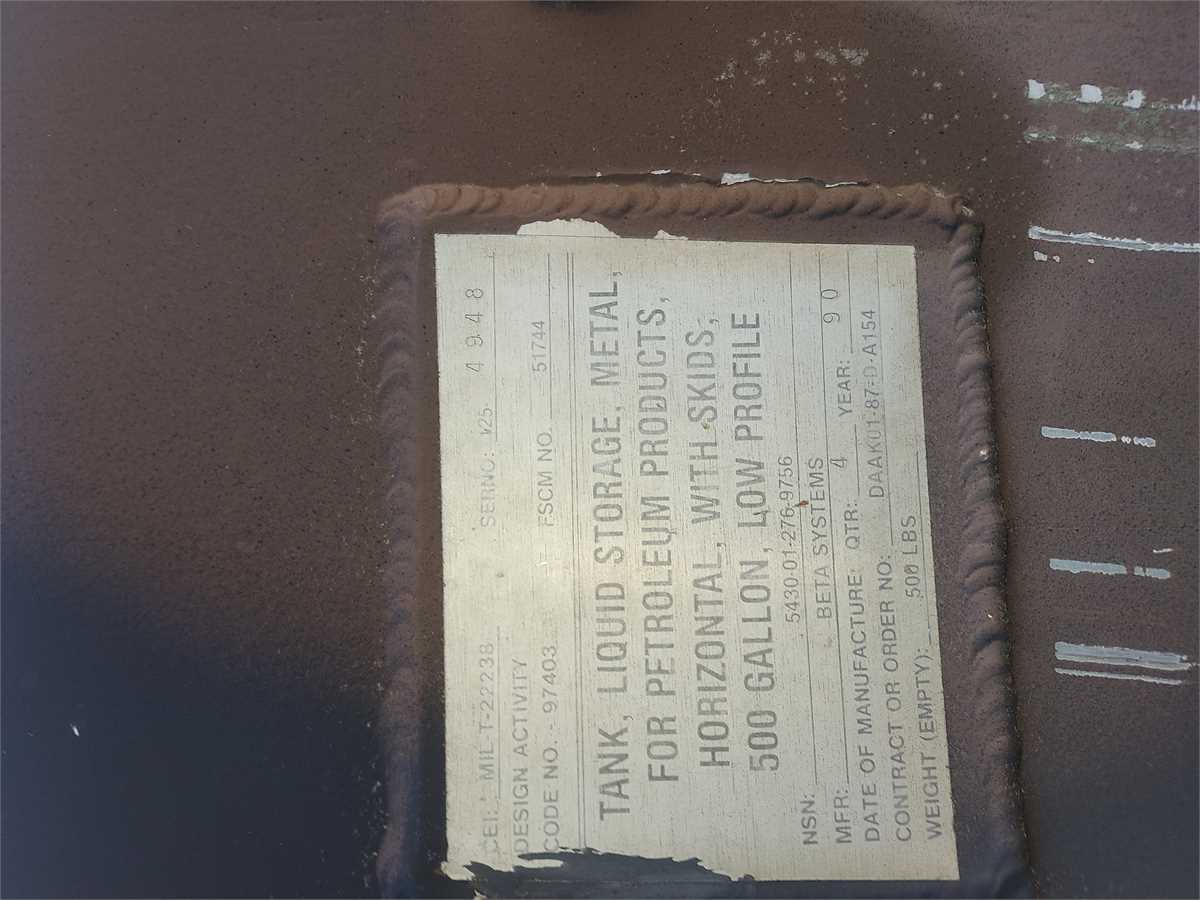 CEI: MIL-T-22238 SERNO: 125 4948
DESIGN ACTIVITY
CODE NO. - 97403 FSCM NO. 51744
TANK, LIQUID STORAGE, METAL,
FOR PETROLEUM PRODUCTS,
HORIZONTAL, WITH SKIDS,
500 GALLON, LOW PROFILE
NSN: 5430-01-276-9756
MFR: BETA SYSTEMS
DATE OF MANUFACTURE: QTR: 4 YEAR: 90
CONTRACT OR ORDER NO: DAAK01-87-D-A154
WEIGHT (EMPTY): 500 LBS